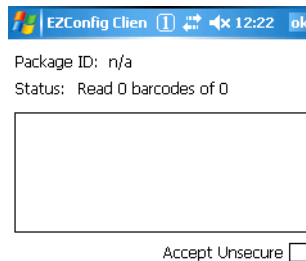 EZConfig Clien 1 12:22 ok
Package ID: n/a
Status: Read 0 barcodes of 0
Accept Unsecure